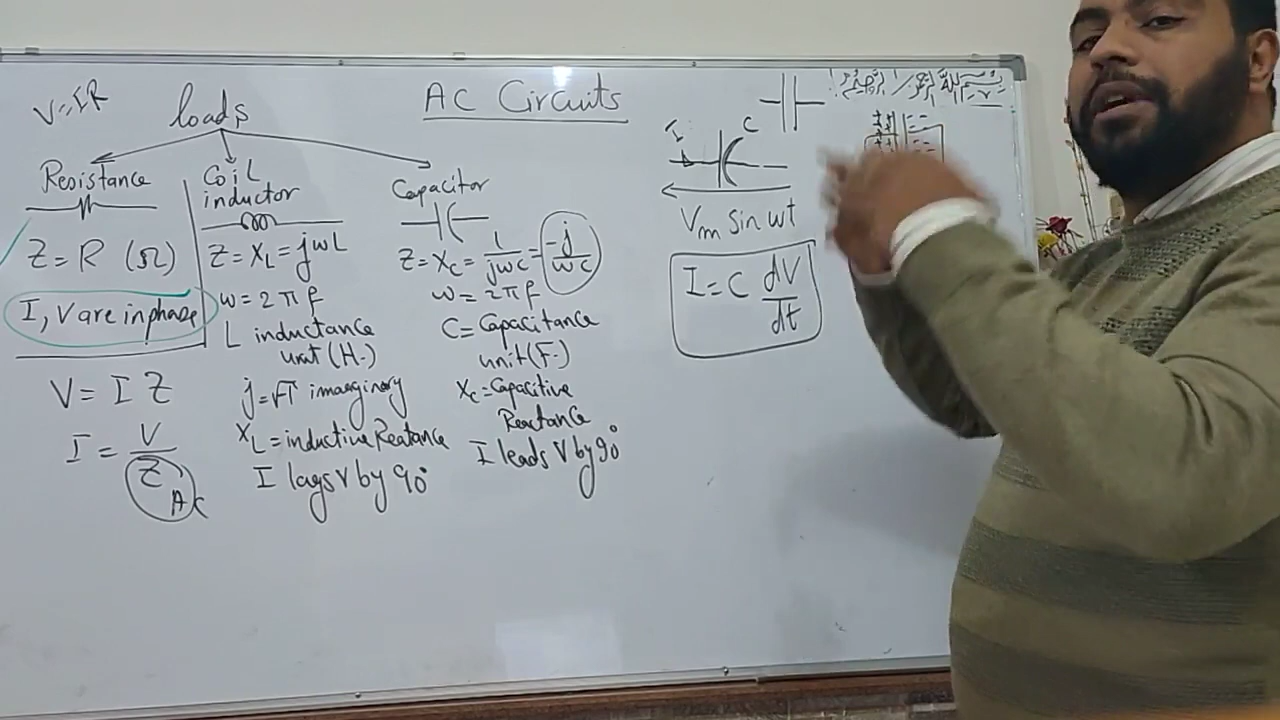 AC Circuits
V=IR
loads
Resistance
Z = R (Ω)
I, V are in phase
V = I Z
I = V / Z
AC
Coil
inductor
Z = XL = jωL
ω = 2πf
L inductance
unit (H.)
j = √1 imaginary
XL = inductive Reatance
I lags V by 90°
Capacitor
Z = Xc = 1/jωc = -j/ωc
ω = 2πf
C = Capacitance
unit (F.)
Xc = Capacitive
Reactance
I leads V by 90°
I
C
Vm sin ωt
I = C dV/dt
++
--